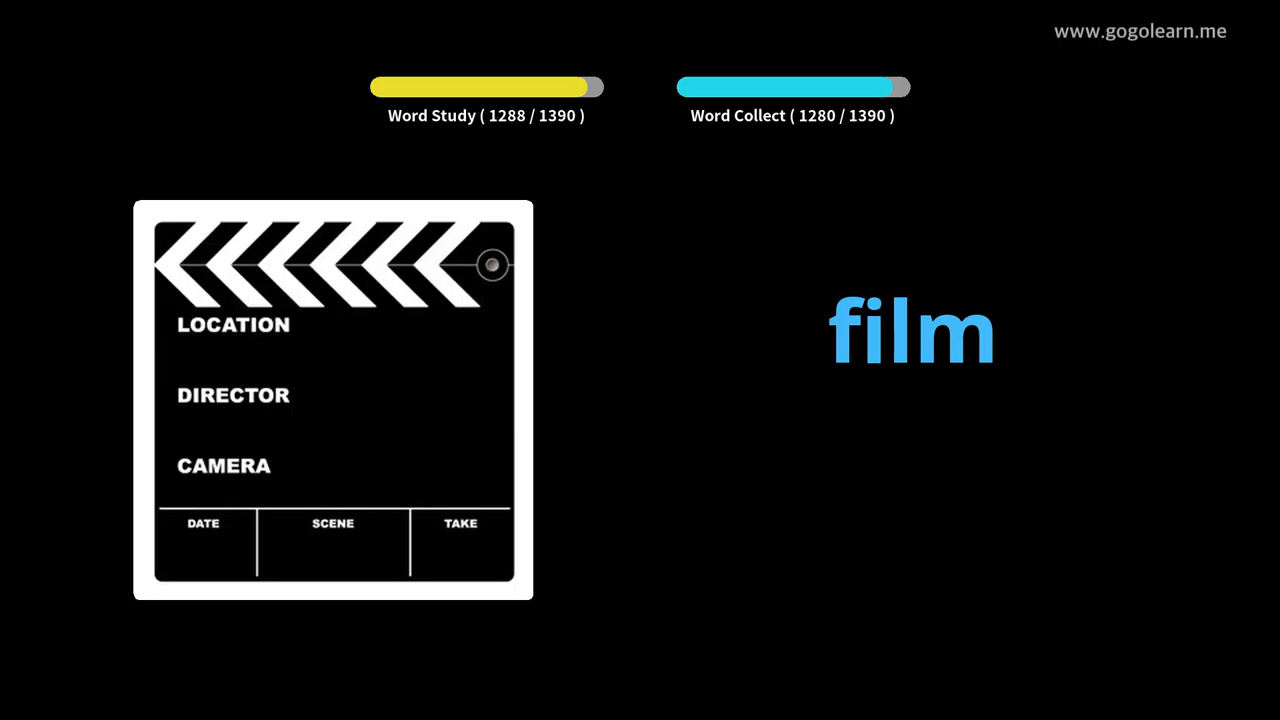 www.gogolearn.me
Word Study ( 1288 / 1390 )
Word Collect ( 1280 / 1390 )
LOCATION
DIRECTOR
CAMERA
DATE
SCENE
TAKE
film